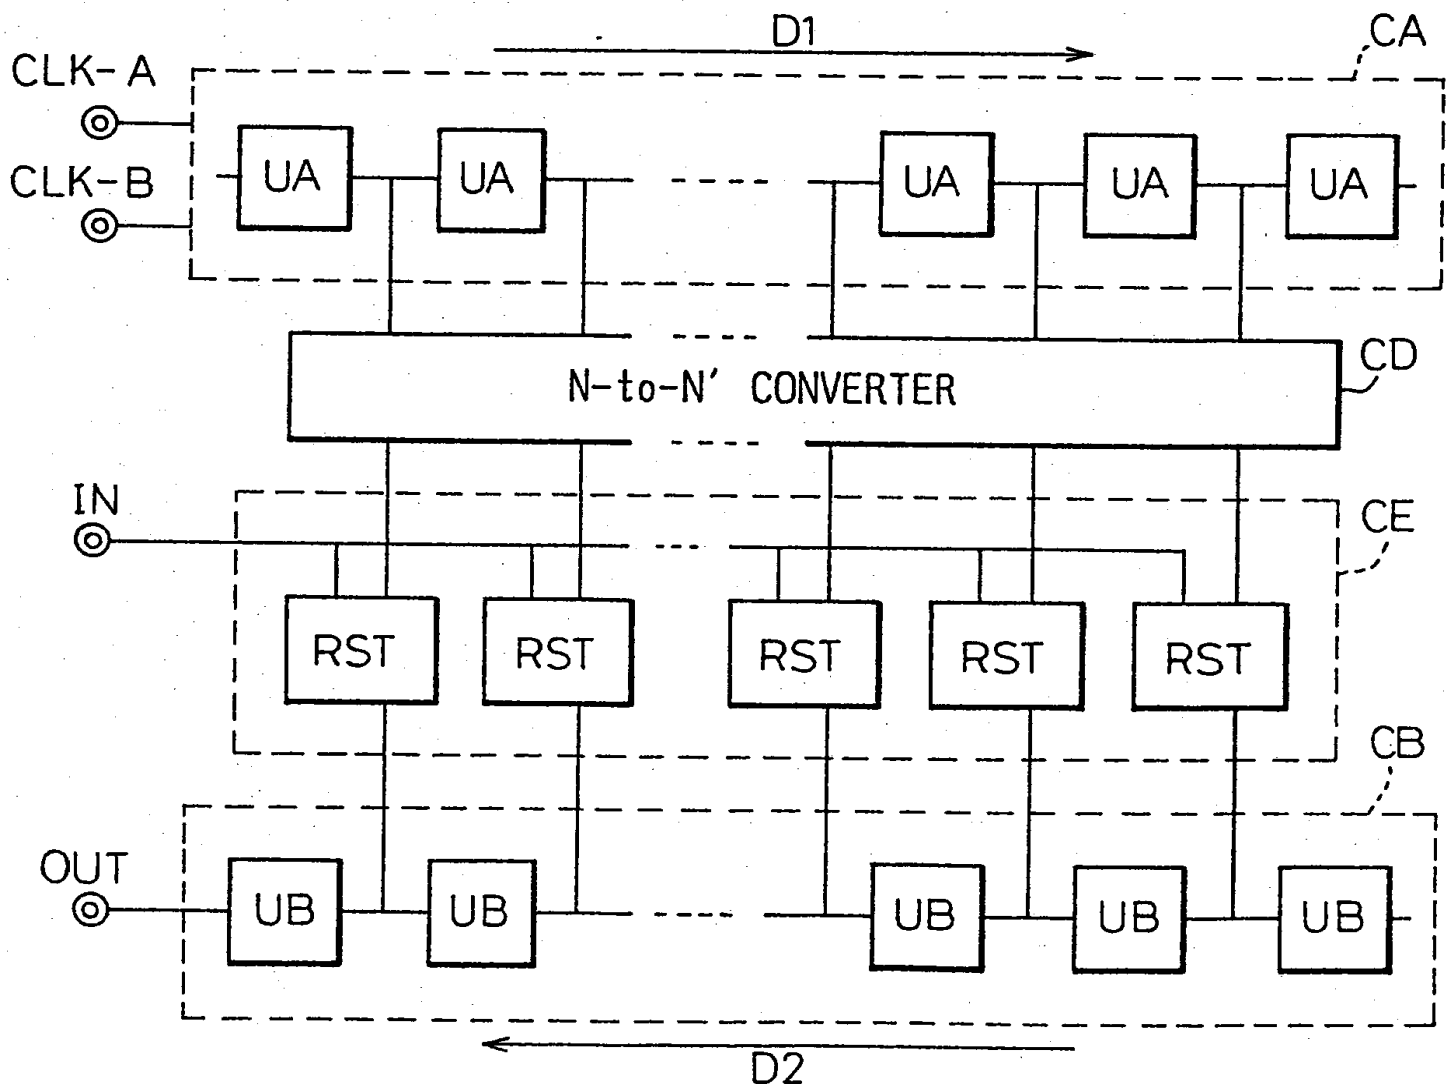 D1
CA
CLK-A
CLK-B
UA UA UA UA UA
CD
N-to-N' CONVERTER
IN
CE
RST RST RST RST RST
CB
OUT
UB UB UB UB UB
D2